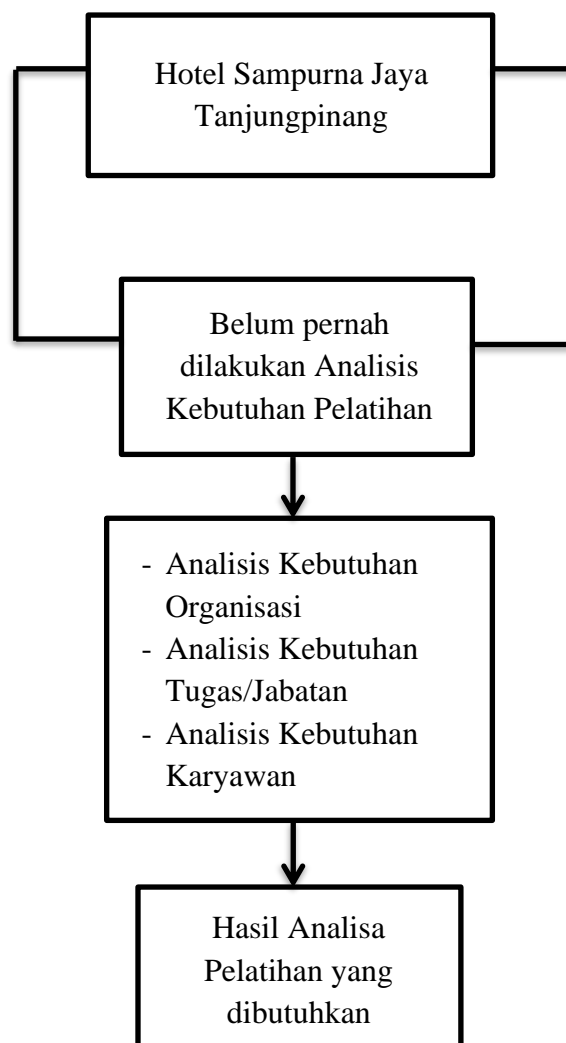 Hotel Sampurna Jaya
Tanjungpinang
Belum pernah
dilakukan Analisis
Kebutuhan Pelatihan
- Analisis Kebutuhan
Organisasi
- Analisis Kebutuhan
Tugas/Jabatan
- Analisis Kebutuhan
Karyawan
Hasil Analisa
Pelatihan yang
dibutuhkan